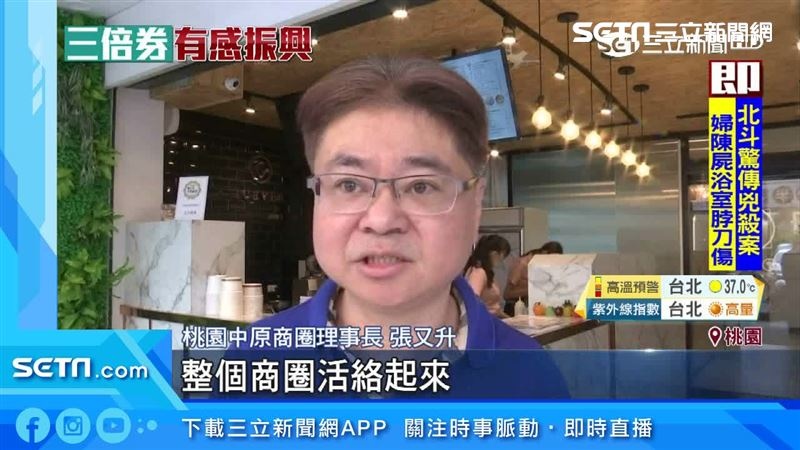 三倍券有感振興
SETN 三立新聞網
三立新聞
即
北斗驚傳兇殺案
婦陳屍浴室脖刀傷
高溫預警 台北 37.0°C
紫外線指數 台北 高量
桃園
桃園中原商圈理事長 張又升
整個商圈活絡起來
SETN.com
下載三立新聞網APP 關注時事脈動·即時直播